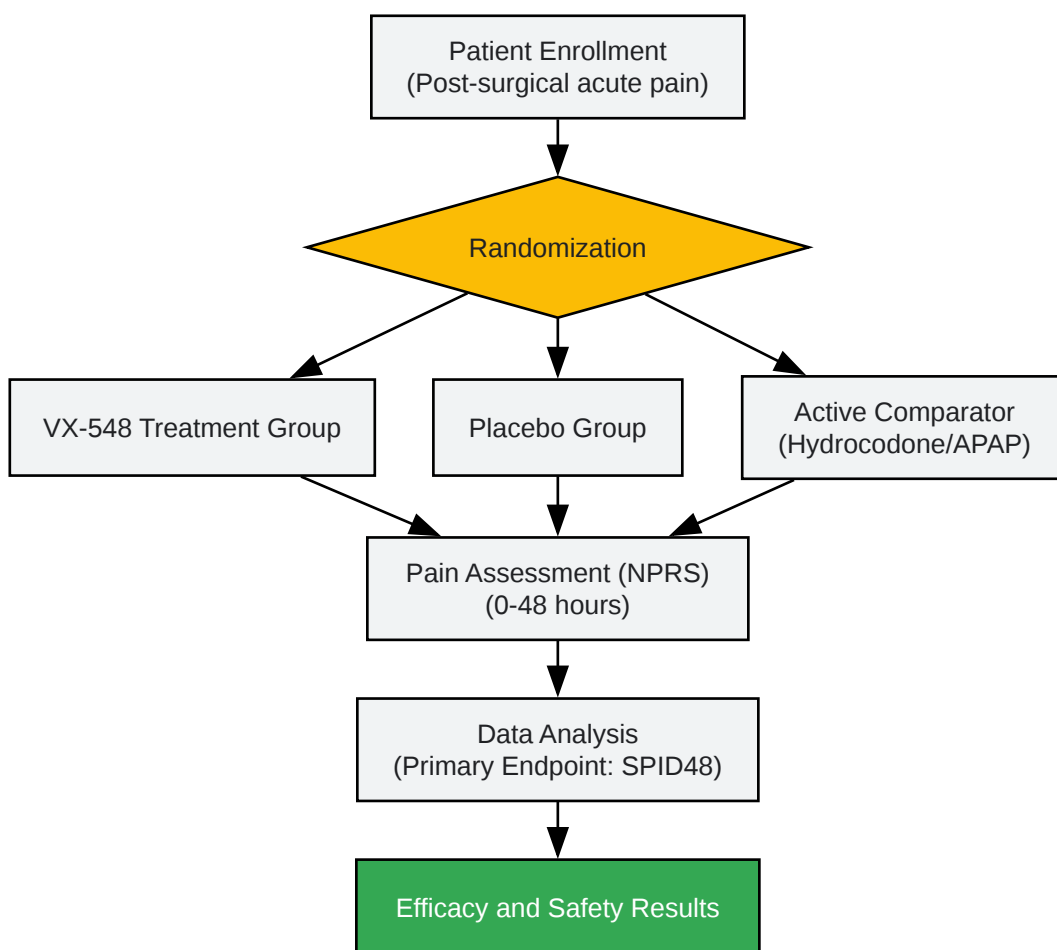 Patient Enrollment
(Post-surgical acute pain)
Randomization
VX-548 Treatment Group
Placebo Group
Active Comparator
(Hydrocodone/APAP)
Pain Assessment (NPRS)
(0-48 hours)
Data Analysis
(Primary Endpoint: SPID48)
Efficacy and Safety Results